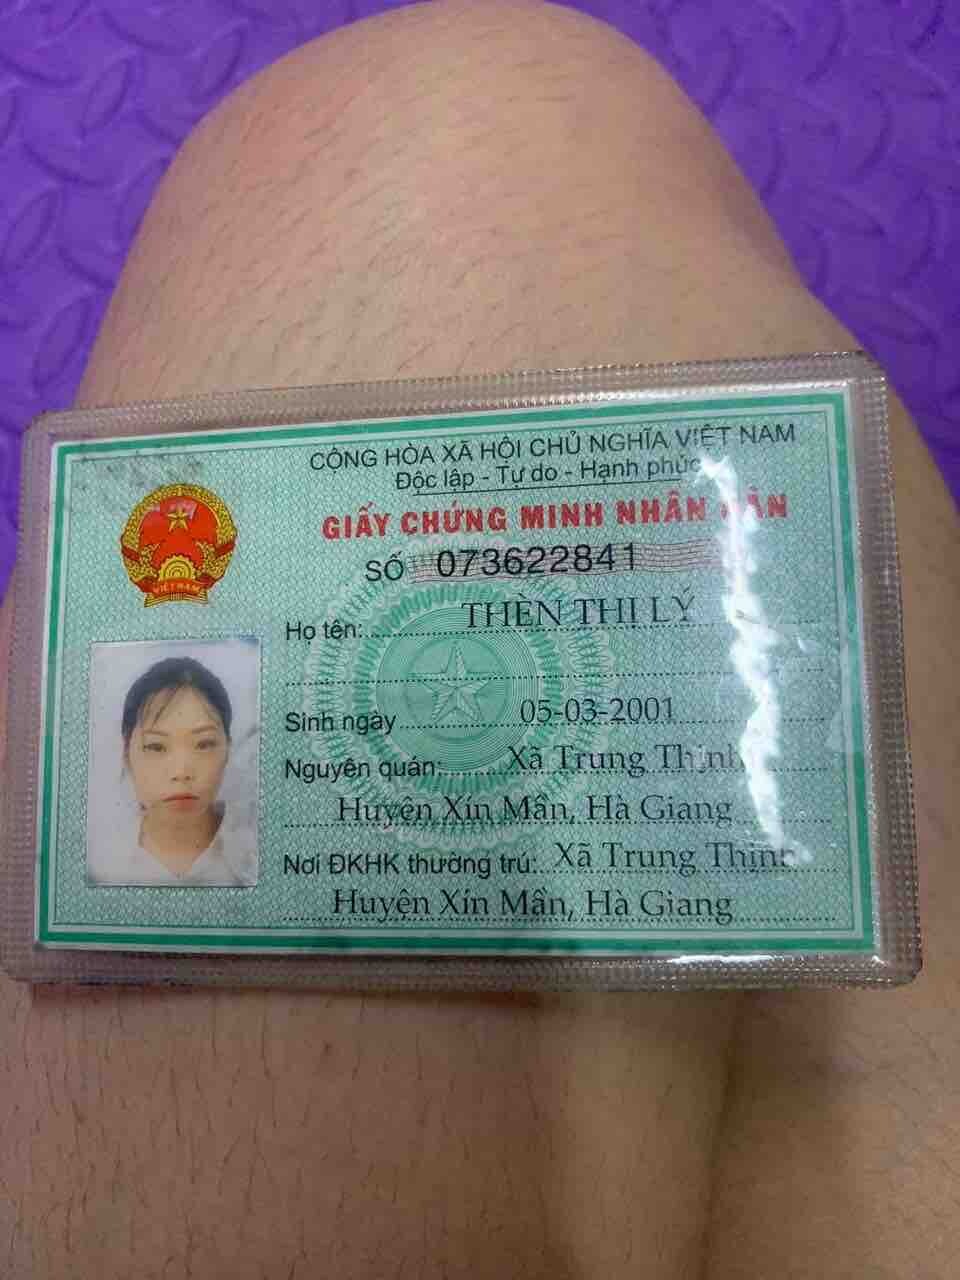 CỘNG HÒA XÃ HỘI CHỦ NGHĨA VIỆT NAM
Độc lập - Tự do - Hạnh phúc
GIẤY CHỨNG MINH NHÂN DÂN
SỐ 073622841
VIỆT NAM
Họ tên: THÈN THỊ LÝ
Sinh ngày 05-03-2001
Nguyên quán: Xã Trung Thịnh
Huyện Xín Mần, Hà Giang
Nơi ĐKHK thường trú: Xã Trung Thịnh
Huyện Xín Mần, Hà Giang